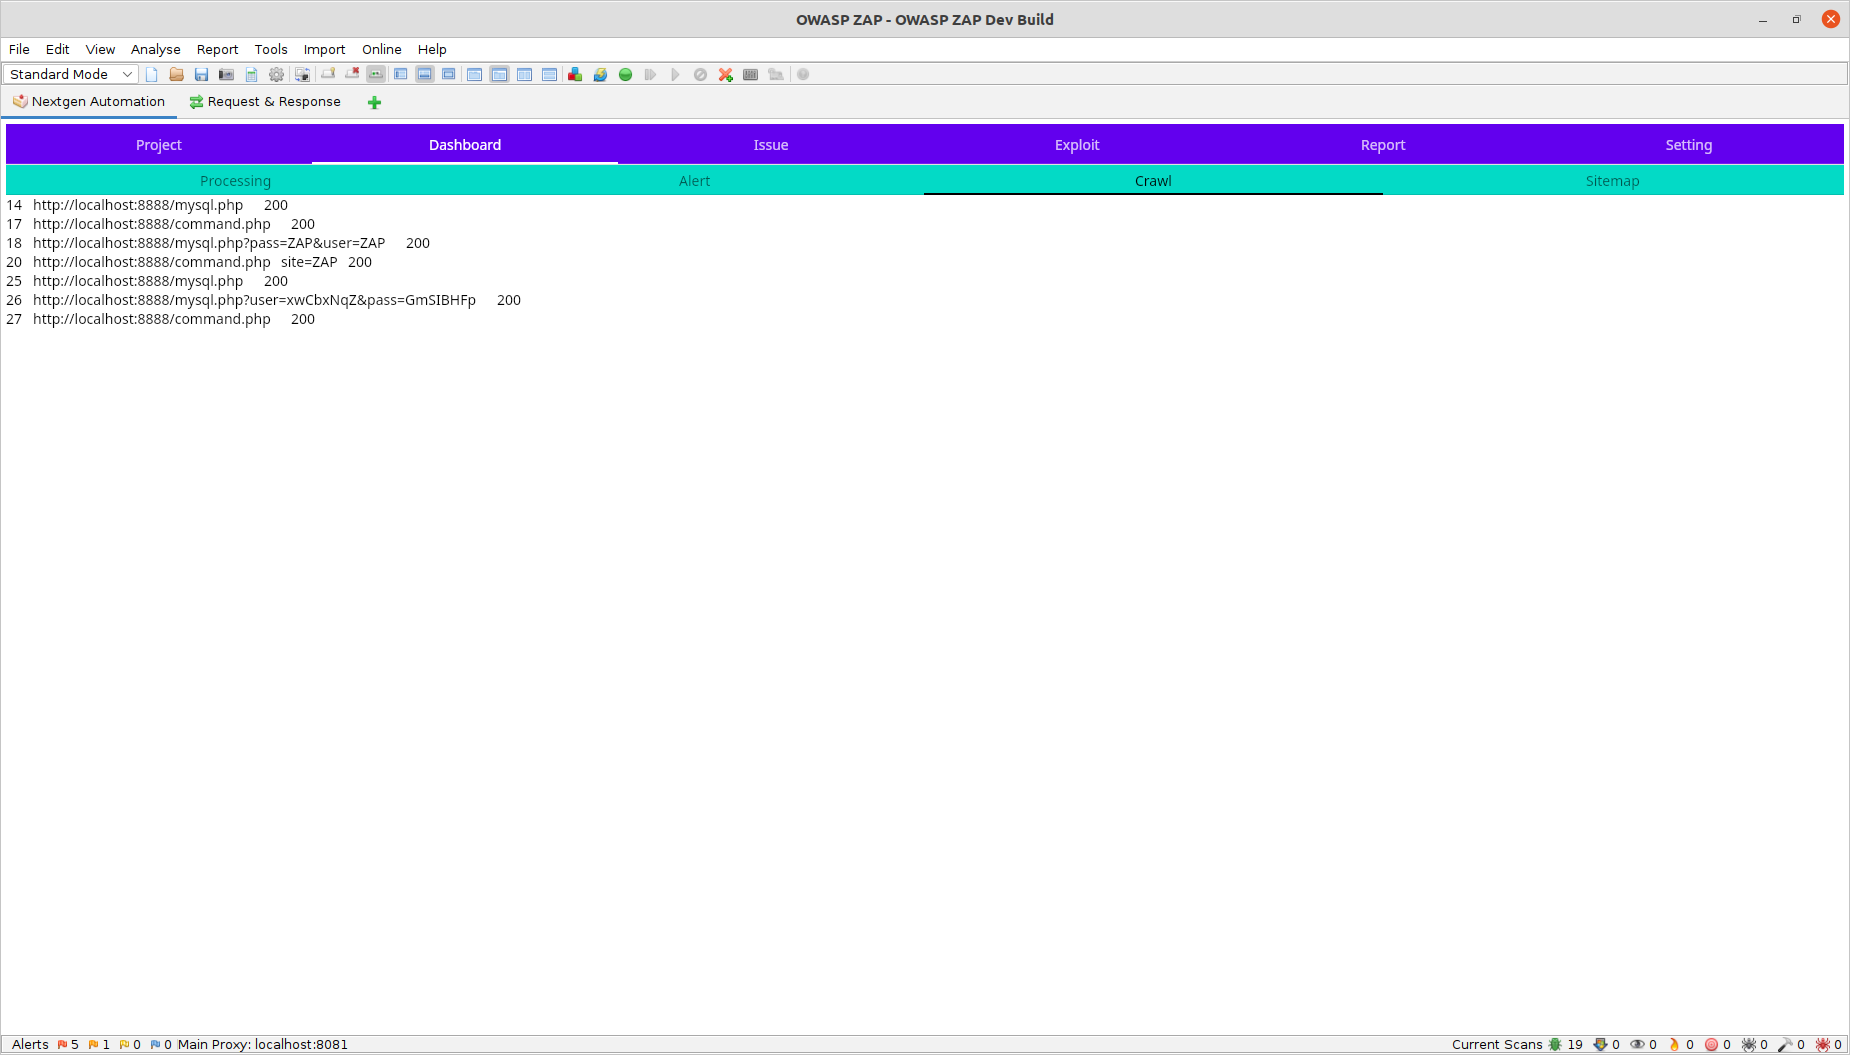 OWASP ZAP - OWASP ZAP Dev Build
File Edit View Analyse Report Tools Import Online Help
Standard Mode
Nextgen Automation Request & Response
Project Dashboard Issue Exploit Report Setting
Processing Alert Crawl Sitemap
14 http://localhost:8888/mysql.php 200
17 http://localhost:8888/command.php 200
18 http://localhost:8888/mysql.php?pass=ZAP&user=ZAP 200
20 http://localhost:8888/command.php site=ZAP 200
25 http://localhost:8888/mysql.php 200
26 http://localhost:8888/mysql.php?user=xwCbxNqZ&pass=GmSIBHFp 200
27 http://localhost:8888/command.php 200
Alerts 5 1 0 0 Main Proxy: localhost:8081 Current Scans 19 0 0 0 0 0 0 0